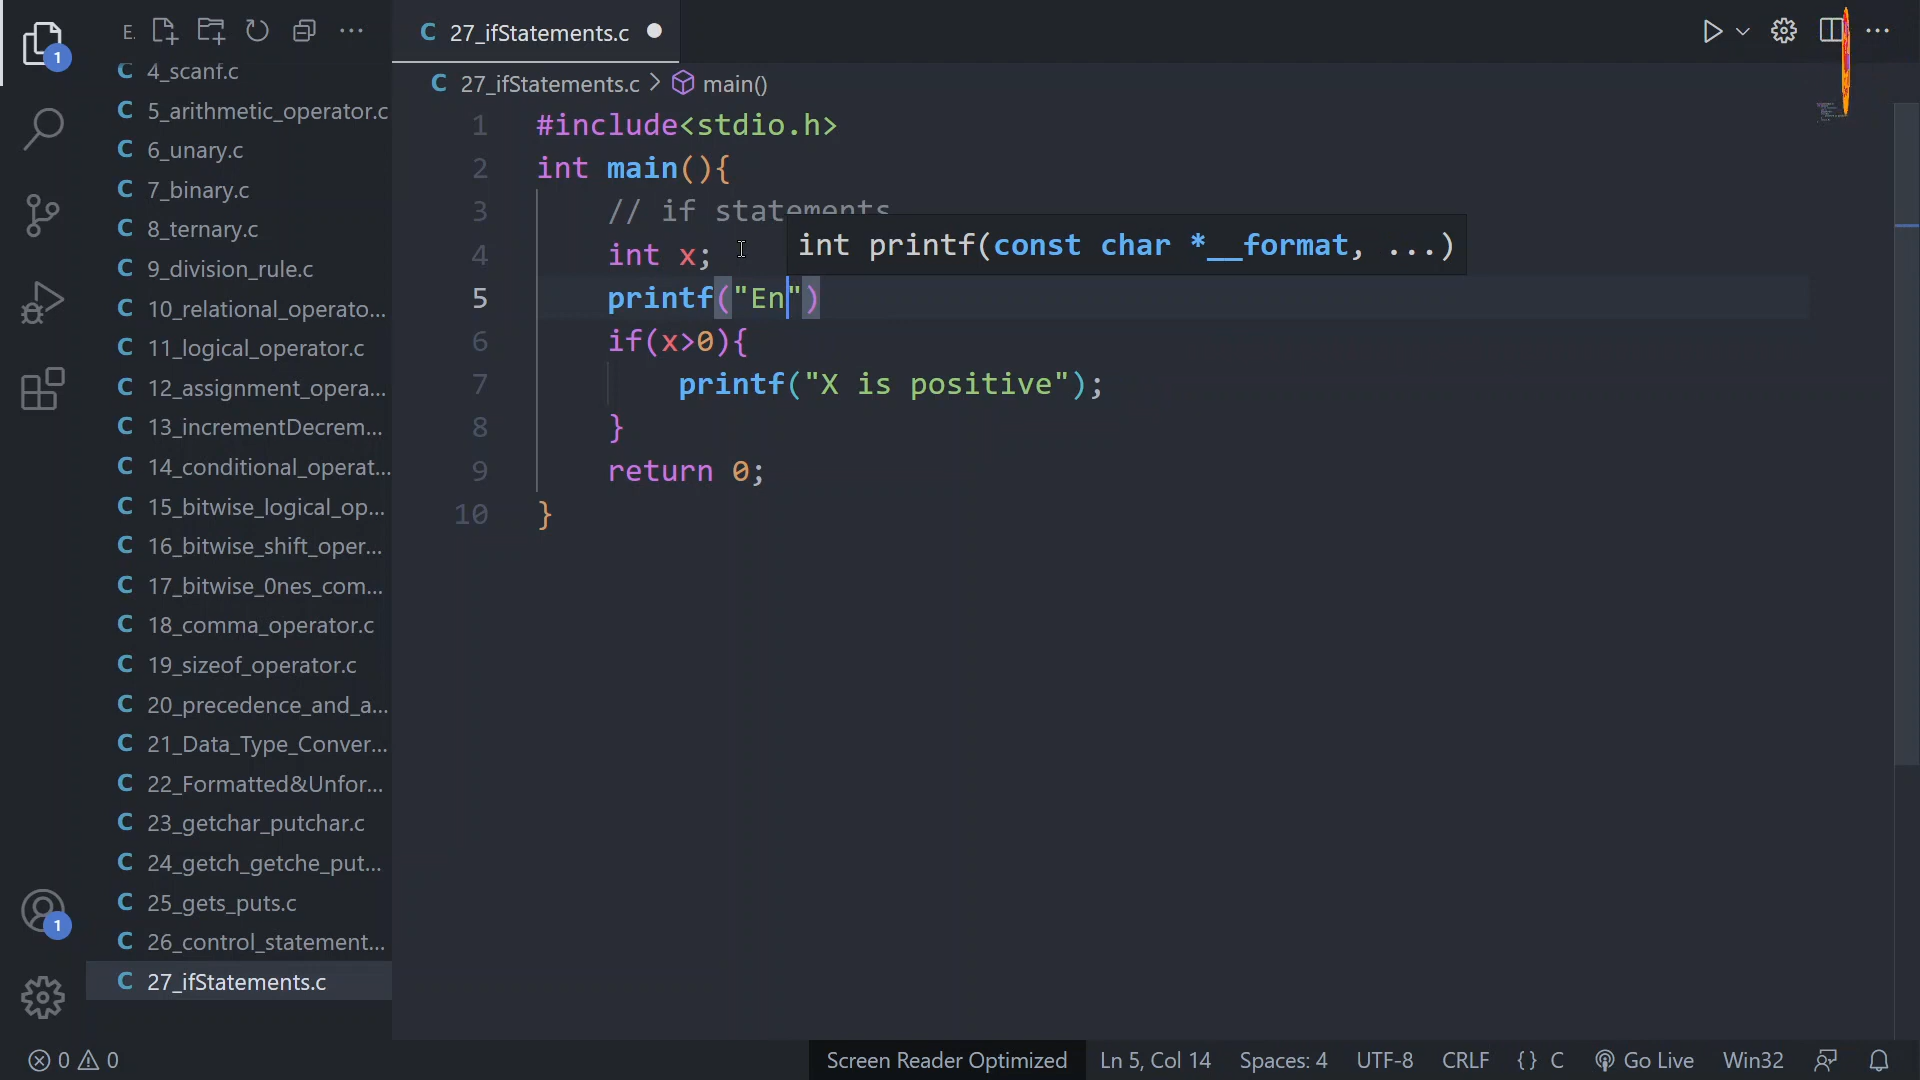 E.
27_ifStatements.c
27_ifStatements.c > main()
1
4_scanf.c
5_arithmetic_operator.c
6_unary.c
7_binary.c
8_ternary.c
9_division_rule.c
10_relational_operato...
11_logical_operator.c
12_assignment_opera...
13_incrementDecrem...
14_conditional_operat...
15_bitwise_logical_op...
16_bitwise_shift_oper...
17_bitwise_0nes_com...
18_comma_operator.c
19_sizeof_operator.c
20_precedence_and_a...
21_Data_Type_Conver...
22_Formatted&Unfor...
23_getchar_putchar.c
24_getch_getche_put...
25_gets_puts.c
26_control_statement...
27_ifStatements.c
1
1 #include<stdio.h>
2 int main(){
3 // if statements
int printf(const char *__format, ...)
4 int x;
5 printf("En")
6 if(x>0){
7 printf("X is positive");
8 }
9 return 0;
10 }
0 0 Screen Reader Optimized Ln 5, Col 14 Spaces: 4 UTF-8 CRLF {} C Go Live Win32